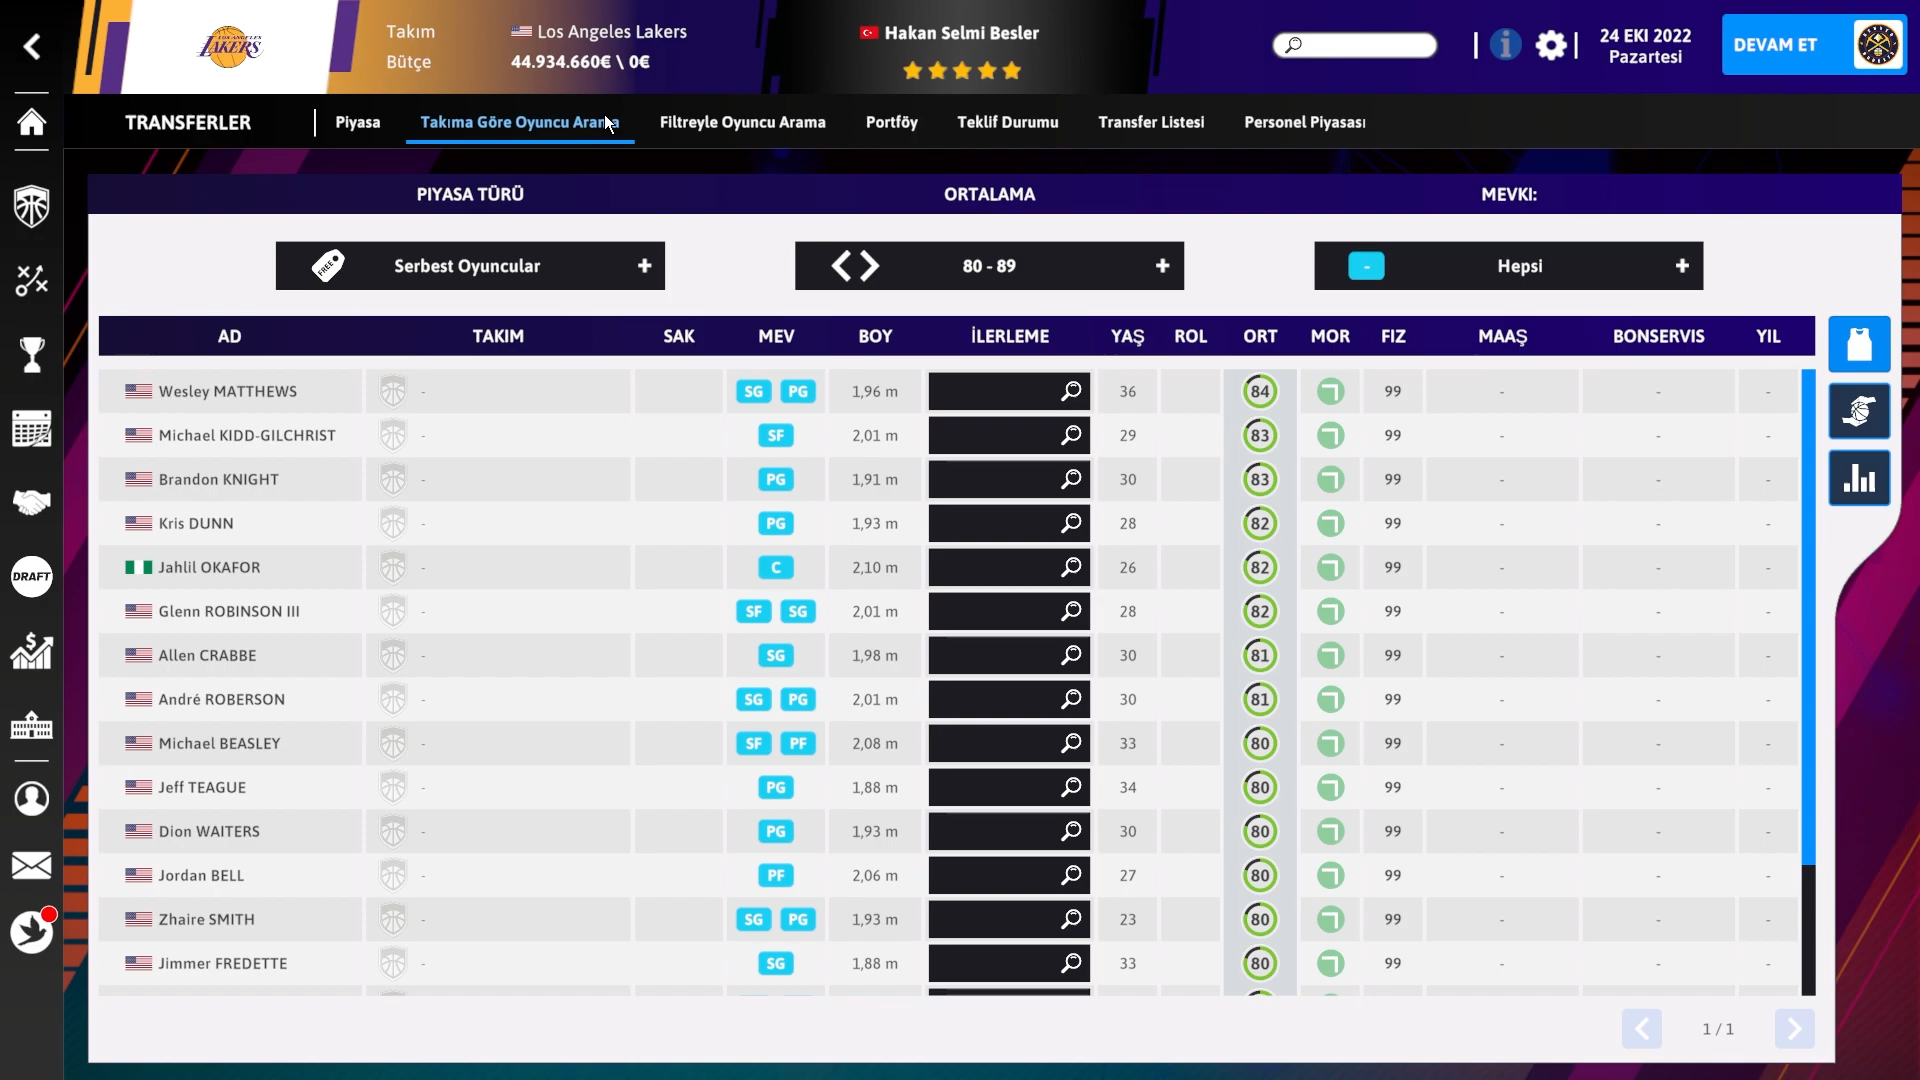 LOS ANGELES
LAKERS
Takım
Los Angeles Lakers
Bütçe
44.934.660€ \ 0€
Hakan Selmi Besler
24 EKI 2022
Pazartesi
DEVAM ET
TRANSFERLER
Piyasa
Takıma Göre Oyuncu Arama
Filtreyle Oyuncu Arama
Portföy
Teklif Durumu
Transfer Listesi
Personel Piyasası
DRAFT
PIYASA TÜRÜ
ORTALAMA
MEVKI:
FREE
Serbest Oyuncular +
80 - 89 +
- Hepsi +
AD TAKIM SAK MEV BOY İLERLEME YAŞ ROL ORT MOR FIZ MAAŞ BONSERVIS YIL
Wesley MATTHEWS - SG PG 1,96 m 36 84 99 - - -
Michael KIDD-GILCHRIST - SF 2,01 m 29 83 99 - - -
Brandon KNIGHT - PG 1,91 m 30 83 99 - - -
Kris DUNN - PG 1,93 m 28 82 99 - - -
Jahlil OKAFOR - C 2,10 m 26 82 99 - - -
Glenn ROBINSON III - SF SG 2,01 m 28 82 99 - - -
Allen CRABBE - SG 1,98 m 30 81 99 - - -
André ROBERSON - SG PG 2,01 m 30 81 99 - - -
Michael BEASLEY - SF PF 2,08 m 33 80 99 - - -
Jeff TEAGUE - PG 1,88 m 34 80 99 - - -
Dion WAITERS - PG 1,93 m 30 80 99 - - -
Jordan BELL - PF 2,06 m 27 80 99 - - -
Zhaire SMITH - SG PG 1,93 m 23 80 99 - - -
Jimmer FREDETTE - SG 1,88 m 33 80 99 - - -
1 / 1